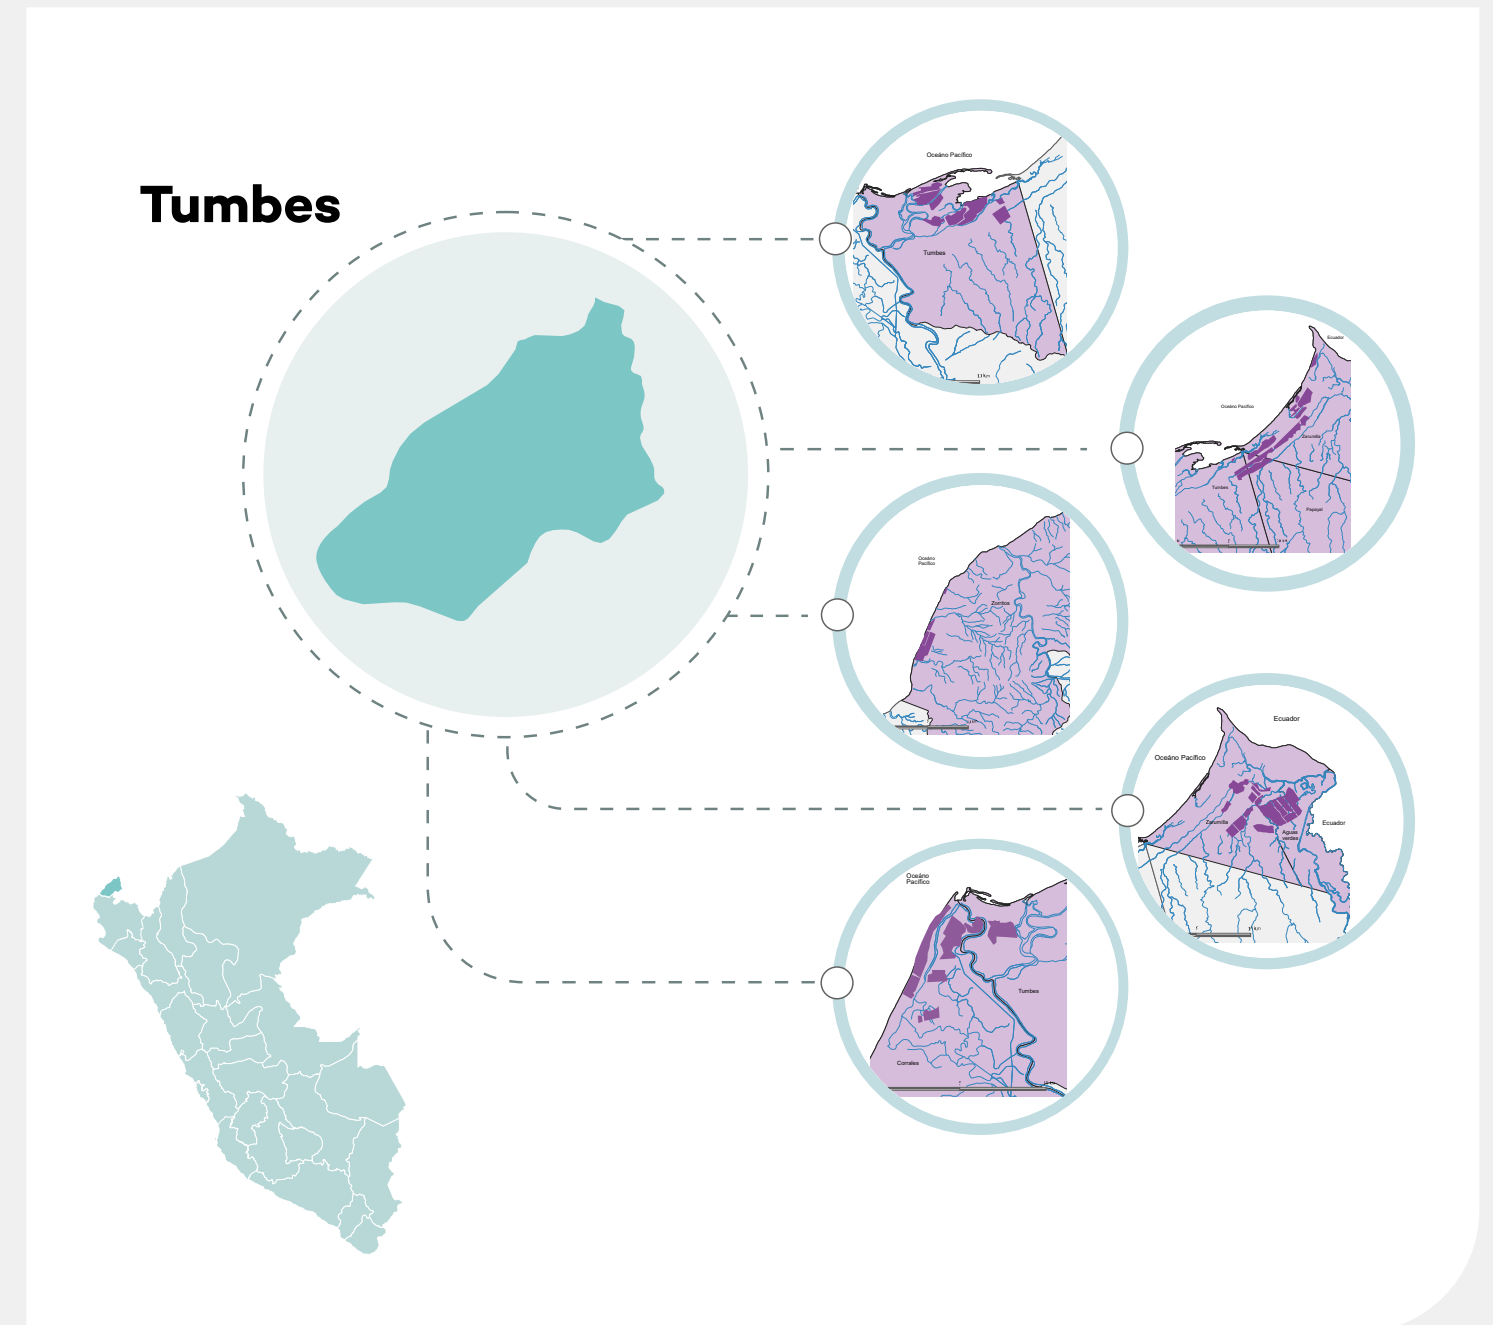 Tumbes
Oceáno Pacífico
Tumbes
Ecuador
Oceáno Pacífico
Zarumilla
Tumbes
Papayal
Oceáno
Pacífico
Zorritos
Ecuador
Oceáno Pacífico
Zarumilla
Ecuador
Aguas
verdes
Oceáno
Pacífico
Tumbes
Corrales